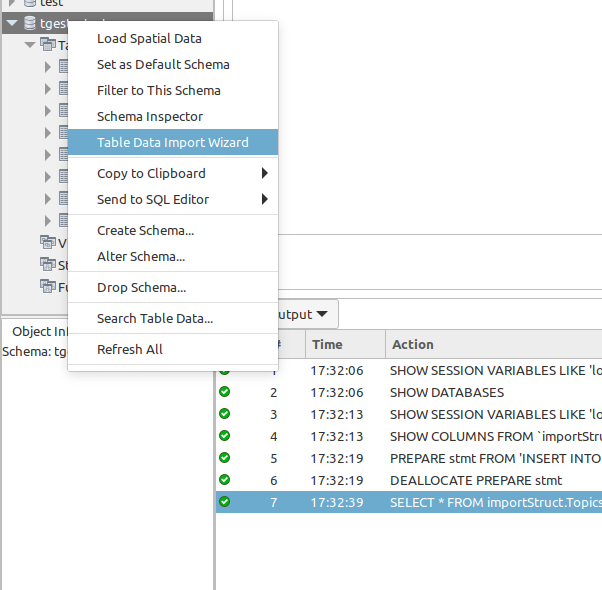 test
Load Spatial Data
Set as Default Schema
Filter to This Schema
Schema Inspector
Table Data Import Wizard
Copy to Clipboard
Send to SQL Editor
Create Schema...
Alter Schema...
Drop Schema...
Search Table Data...
Refresh All
Object In
Schema: tg
utput
# Time Action
1 17:32:06 SHOW SESSION VARIABLES LIKE 'lo
2 17:32:06 SHOW DATABASES
3 17:32:13 SHOW SESSION VARIABLES LIKE 'lo
4 17:32:13 SHOW COLUMNS FROM `importStru
5 17:32:19 PREPARE stmt FROM 'INSERT INTO
6 17:32:19 DEALLOCATE PREPARE stmt
7 17:32:39 SELECT * FROM importStruct.Topics